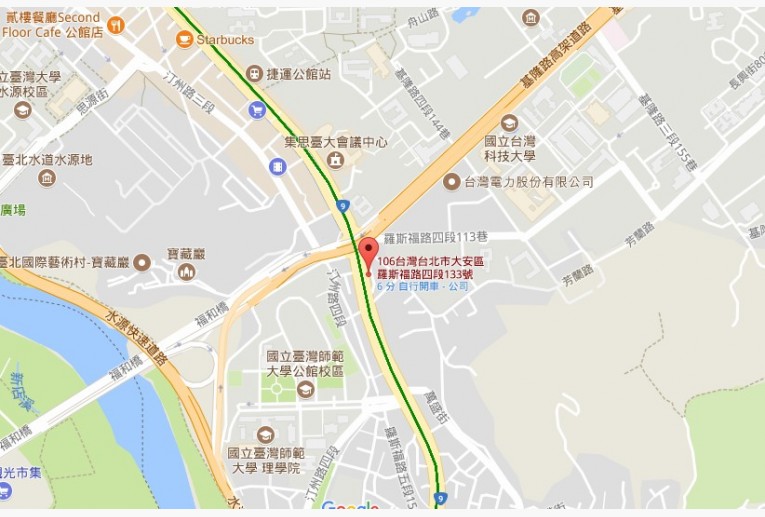 貳樓餐廳Second
Floor Cafe 公館店
Starbucks
舟山路
基隆路高架道路
長興街80
立臺灣大學
水源校區
思源街
汀州路三段
捷運公館站
基隆路四段144巷
基隆路三段155巷
集思臺大會議中心
國立台灣
科技大學
臺北水道水源地
台灣電力股份有限公司
廣場
9
羅斯福路四段113巷
芳蘭路
芳蘭路
基
臺北國際藝術村-寶藏巖
寶藏巖
106台灣台北市大安區
羅斯福路四段133號
6 分 自行開車 - 公司
汀州路四段
福和橋
水源快速道路
福和橋
國立臺灣師範
大學公館校區
萬國街
福和橋
國立臺灣師範
大學 理學院
汀州路四段
羅斯福路五段15
觀光市集
水
Google
9
街